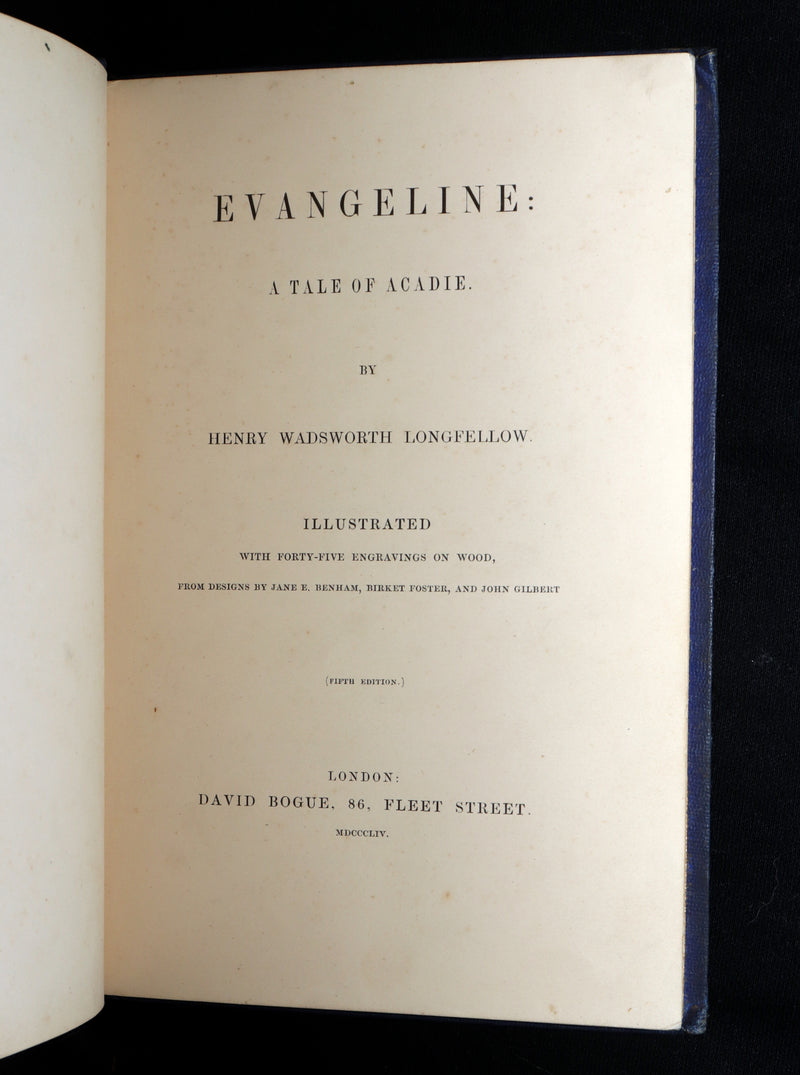 EVANGELINE:
A TALE OF ACADIE.
BY
HENRY WADSWORTH LONGFELLOW.
ILLUSTRATED
WITH FORTY-FIVE ENGRAVINGS ON WOOD,
FROM DESIGNS BY JANE E. BENHAM, BIRKET FOSTER, AND JOHN GILBERT
(FIFTH EDITION.)
LONDON:
DAVID BOGUE, 86, FLEET STREET.
MDCCCLIV.